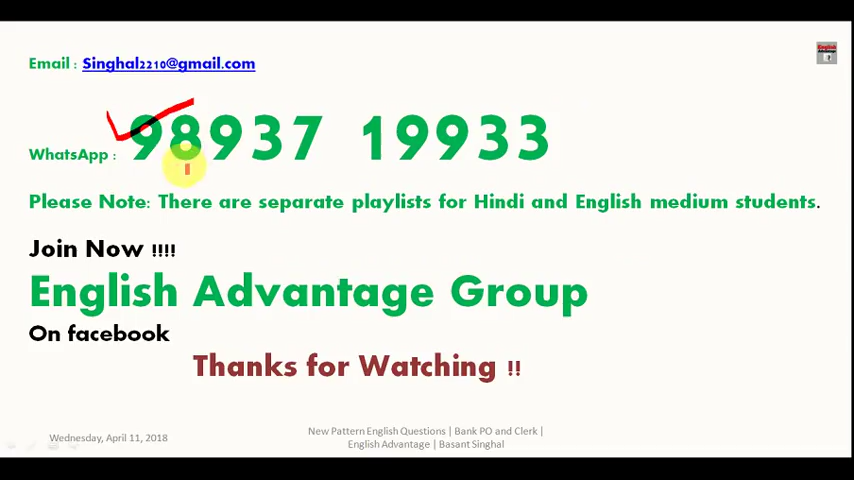 Email : Singhal2210@gmail.com
English
Advantage
WhatsApp : 98937 19933
Please Note: There are separate playlists for Hindi and English medium students.
Join Now !!!!
English Advantage Group
On facebook
Thanks for Watching !!
Wednesday, April 11, 2018
New Pattern English Questions | Bank PO and Clerk |
English Advantage | Basant Singhal